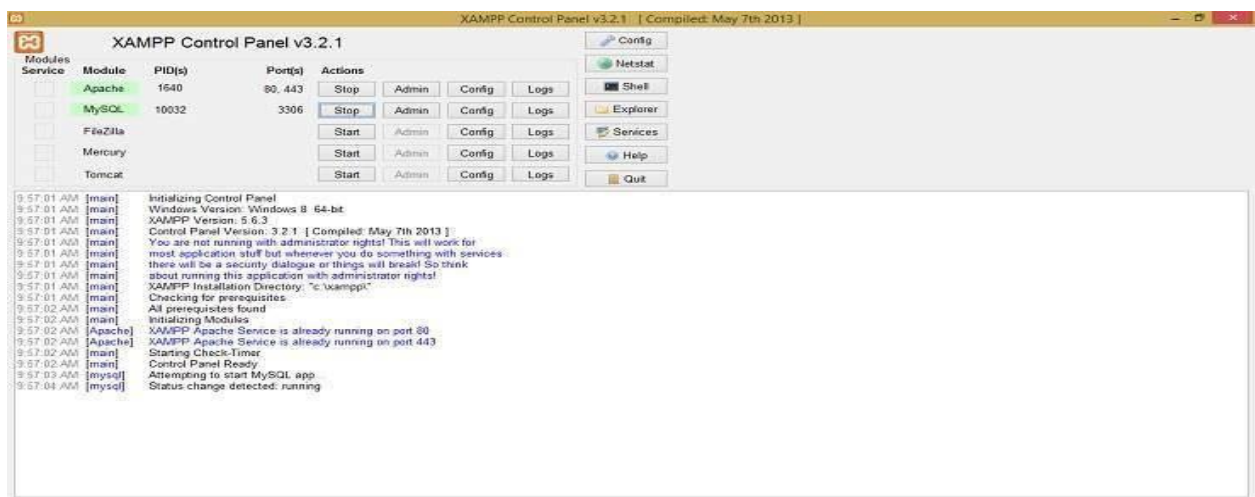 XAMPP Control Panel v3.2.1 [ Compiled: May 7th 2013 ]
XAMPP Control Panel v3.2.1
Config
Modules
Service Module PID(s) Port(s) Actions
Netstat
Apache 1640 80, 443 Stop Admin Config Logs
Shell
MySQL 10032 3306 Stop Admin Config Logs
Explorer
FileZilla Start Admin Config Logs
Services
Mercury Start Admin Config Logs
Help
Tomcat Start Admin Config Logs
Quit
9:57:01 AM [main] Initializing Control Panel
9:57:01 AM [main] Windows Version: Windows 8 64-bit
9:57:01 AM [main] XAMPP Version: 5.6.3
9:57:01 AM [main] Control Panel Version: 3.2.1 [ Compiled: May 7th 2013 ]
9:57:01 AM [main] You are not running with administrator rights! This will work for
9:57:01 AM [main] most application stuff but whenever you do something with services
9:57:01 AM [main] there will be a security dialogue or things will break! So think
9:57:01 AM [main] about running this application with administrator rights!
9:57:01 AM [main] XAMPP Installation Directory: "c:\xampp\"
9:57:01 AM [main] Checking for prerequisites
9:57:02 AM [main] All prerequisites found
9:57:02 AM [main] Initializing Modules
9:57:02 AM [Apache] XAMPP Apache Service is already running on port 80
9:57:02 AM [Apache] XAMPP Apache Service is already running on port 443
9:57:02 AM [main] Starting Check-Timer
9:57:02 AM [main] Control Panel Ready
9:57:03 AM [mysql] Attempting to start MySQL app...
9:57:04 AM [mysql] Status change detected: running